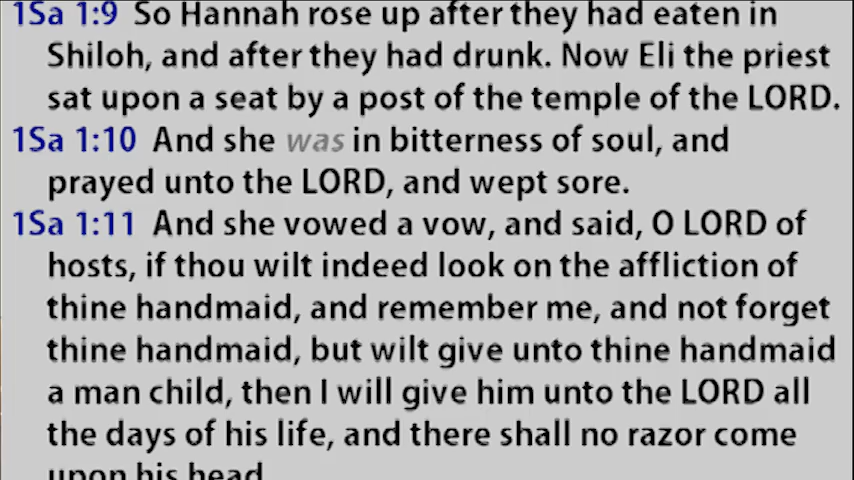 1Sa 1:9 So Hannah rose up after they had eaten in
Shiloh, and after they had drunk. Now Eli the priest
sat upon a seat by a post of the temple of the LORD.
1Sa 1:10 And she was in bitterness of soul, and
prayed unto the LORD, and wept sore.
1Sa 1:11 And she vowed a vow, and said, O LORD of
hosts, if thou wilt indeed look on the affliction of
thine handmaid, and remember me, and not forget
thine handmaid, but wilt give unto thine handmaid
a man child, then I will give him unto the LORD all
the days of his life, and there shall no razor come
upon his head